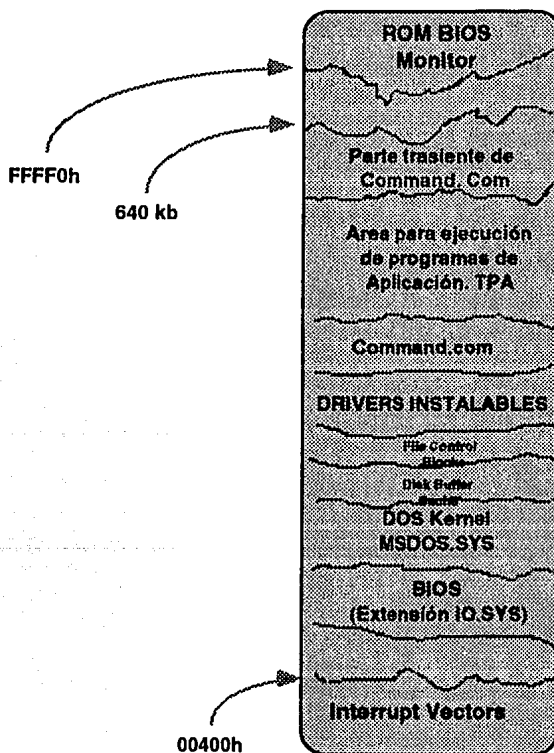 ROM BIOS
Monitor
FFFF0h
640 kb
Parte trasiente de
Command. Com
Area para ejecución
de programas de
Aplicación. TPA
Command.com
DRIVERS INSTALABLES
File Control
Blocks
Disk Buffer
DOS Kernel
MSDOS.SYS
BIOS
(Extensión IO.SYS)
Interrupt Vectors
00400h